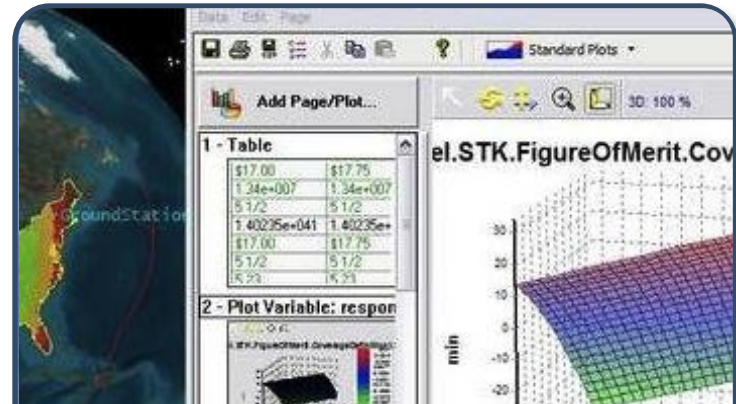 Data Edit Page
Standard Plots
Add Page/Plot...
3D: 100 %
1 - Table
$17.00 $17.75
1.34e+007 1.34e+007
5 1/2 5 1/2
1.40235e+041 1.40235e+
$17.00 $17.75
5 1/2 5 1/2
5.23 5.23
2 - Plot Variable: respon
el.STK.FigureOfMerit.Cov
30
20
10
0
-10
-20
min
GroundStation